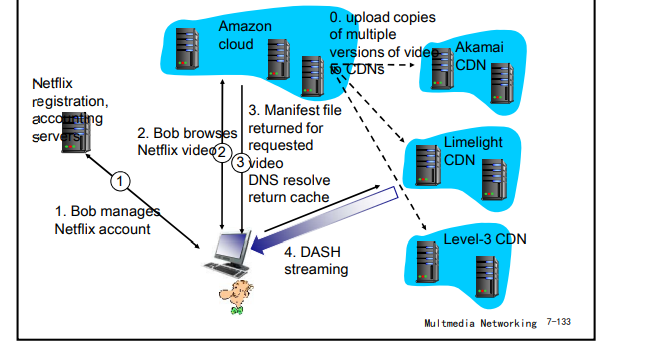 Amazon
cloud
0. upload copies
of multiple
versions of video
to CDNs
Akamai
CDN
Netflix
registration,
accounting
servers
2. Bob browses
Netflix video
2
3. Manifest file
returned for
requested
video
DNS resolve
return cache
3
Limelight
CDN
1
1. Bob manages
Netflix account
4. DASH
streaming
Level-3 CDN
Multmedia Networking 7-133